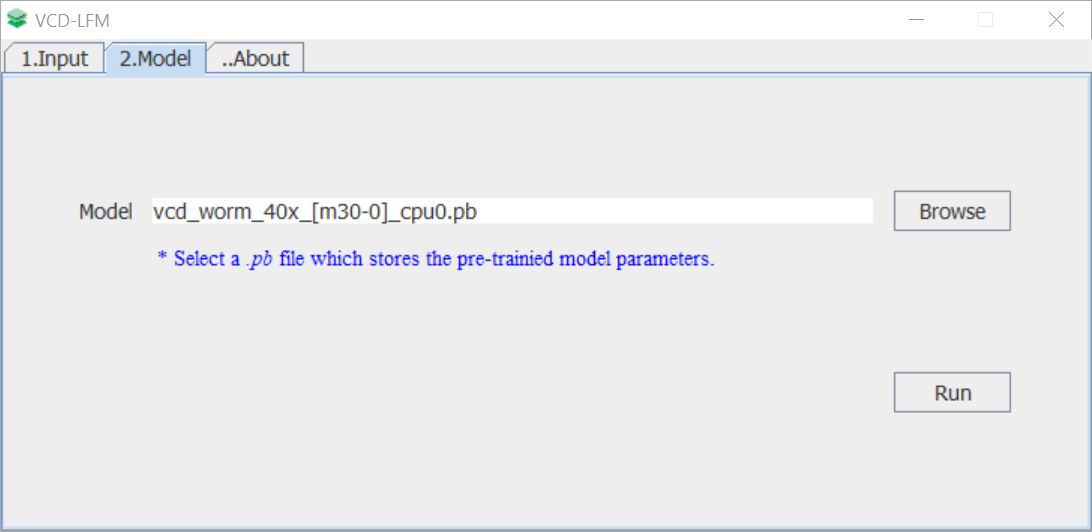 VCD-LFM
1.Input 2.Model ..About
Model vcd_worm_40x_[m30-0]_cpu0.pb Browse
* Select a .pb file which stores the pre-trainied model parameters.
Run